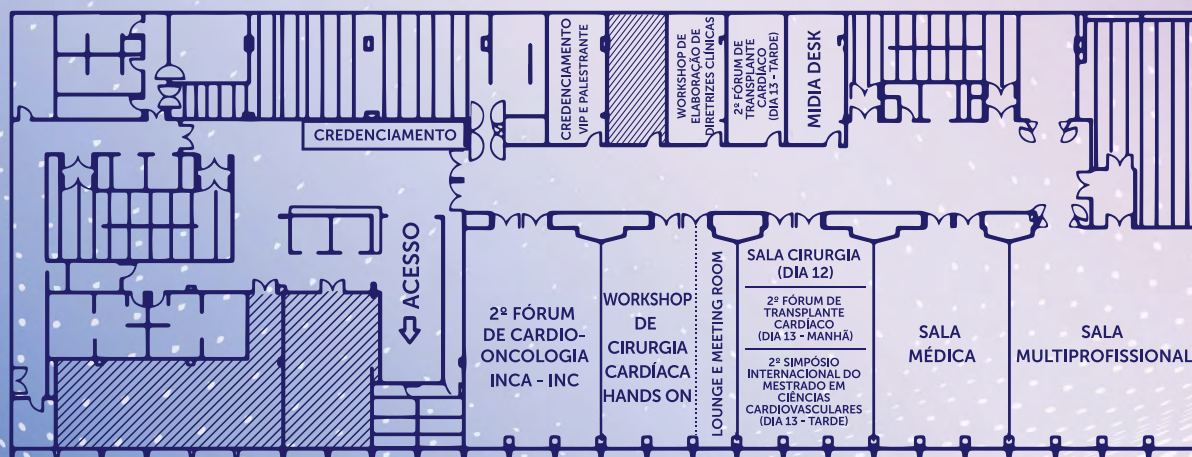 CREDENCIAMENTO
CREDENCIAMENTO
VIP E PALESTRANTE
WORKSHOP DE
ELABORAÇÃO DE
DIRETRIZES CLÍNICAS
2º FÓRUM DE
TRANSPLANTE
CARDÍACO
(DIA 13 - TARDE)
MIDIA DESK
ACESSO
2º FÓRUM
DE CARDIO-
ONCOLOGIA
INCA - INC
WORKSHOP
DE
CIRURGIA
CARDÍACA
HANDS ON
LOUNGE E MEETING ROOM
SALA CIRURGIA
(DIA 12)
2º FÓRUM DE
TRANSPLANTE
CARDÍACO
(DIA 13 - MANHÃ)
2º SIMPÓSIO
INTERNACIONAL DO
MESTRADO EM
CIÊNCIAS
CARDIOVASCULARES
(DIA 13 - TARDE)
SALA
MÉDICA
SALA
MULTIPROFISSIONAL